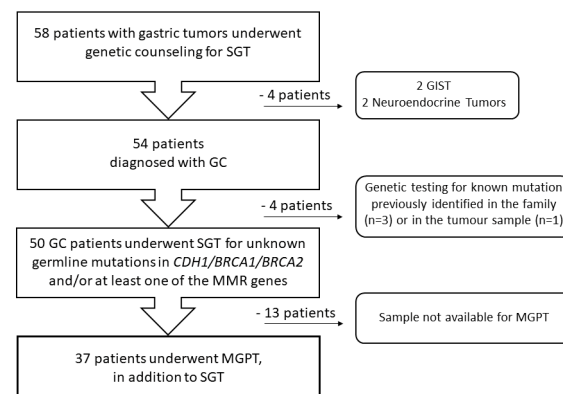 58 patients with gastric tumors underwent
genetic counseling for SGT
- 4 patients
2 GIST
2 Neuroendocrine Tumors
54 patients
diagnosed with GC
- 4 patients
Genetic testing for known mutation
previously identified in the family
(n=3) or in the tumour sample (n=1)
50 GC patients underwent SGT for unknown
germline mutations in CDH1/BRCA1/BRCA2
and/or at least one of the MMR genes
- 13 patients
Sample not available for MGPT
37 patients underwent MGPT,
in addition to SGT